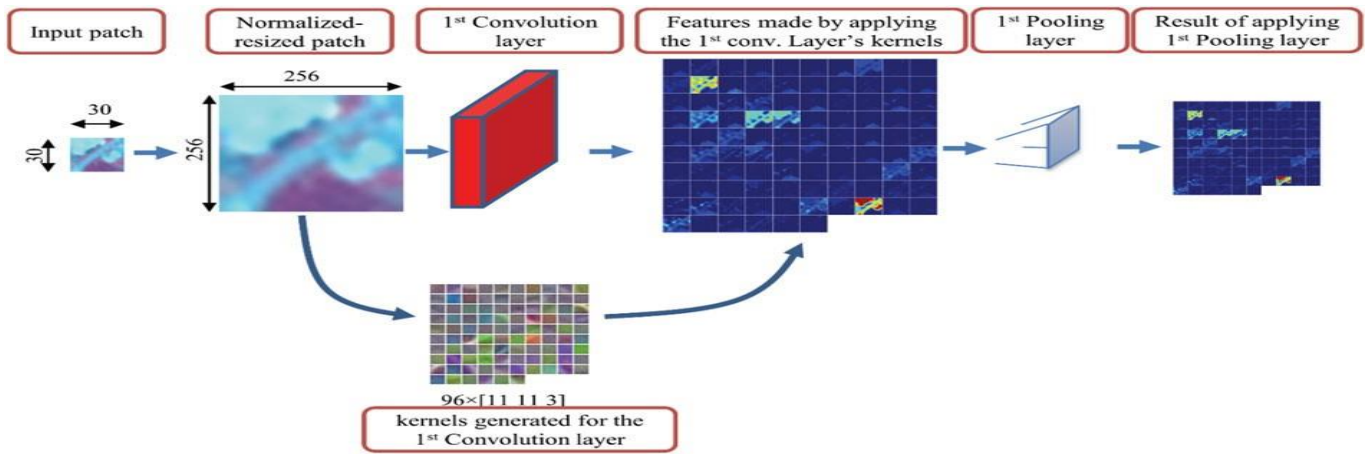 Input patch
Normalized-
resized patch
1st Convolution
layer
Features made by applying
the 1st conv. Layer's kernels
1st Pooling
layer
Result of applying
1st Pooling layer
256
30
30
256
96×[11 11 3]
kernels generated for the
1st Convolution layer